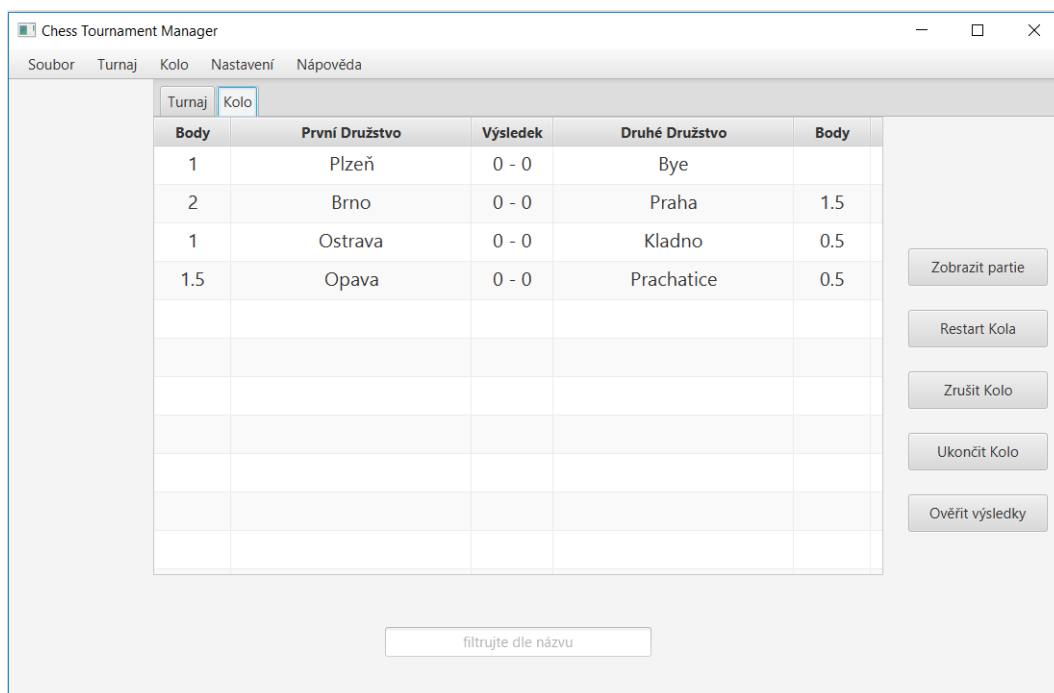 Chess Tournament Manager
Soubor Turnaj Kolo Nastavení Nápověda
Turnaj Kolo
Body První Družstvo Výsledek Druhé Družstvo Body
1 Plzeň 0 - 0 Bye
2 Brno 0 - 0 Praha 1.5
1 Ostrava 0 - 0 Kladno 0.5
1.5 Opava 0 - 0 Prachatice 0.5
Zobrazit partie
Restart Kola
Zrušit Kolo
Ukončit Kolo
Ověřit výsledky
filtrujte dle názvu